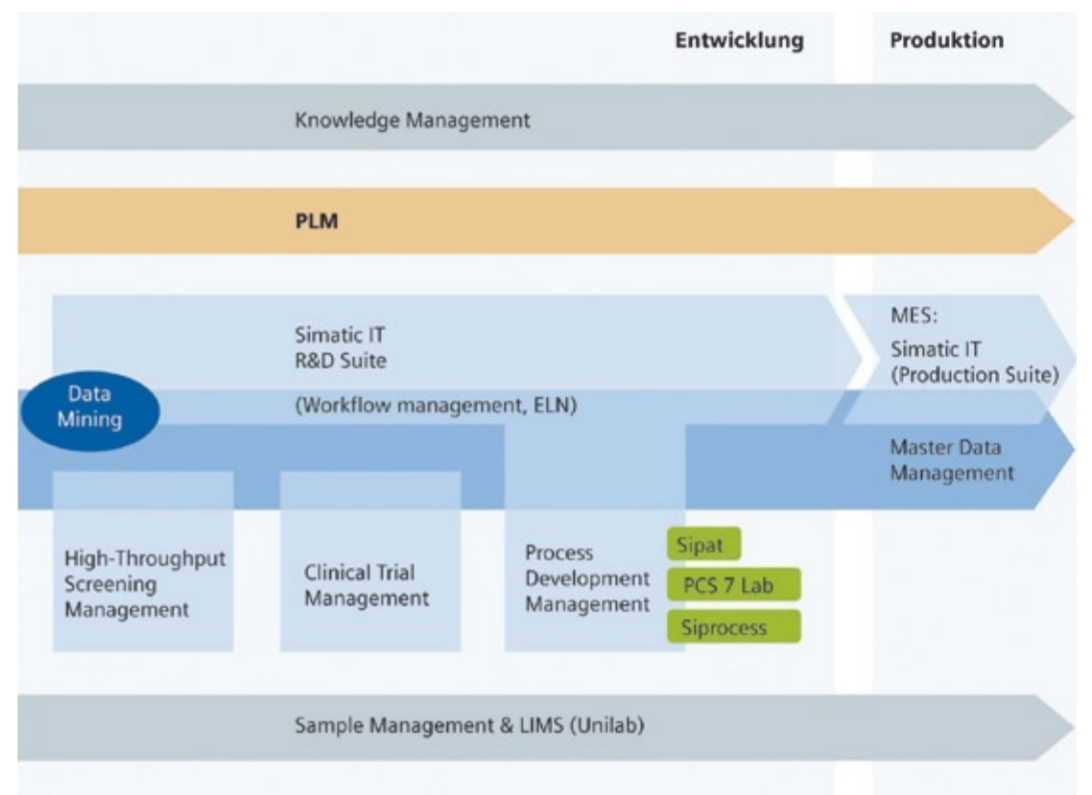 Entwicklung
Produktion
Knowledge Management
PLM
Simatic IT
R&D Suite
(Workflow management, ELN)
MES:
Simatic IT
(Production Suite)
Data
Mining
Master Data
Management
High-Throughput
Screening
Management
Clinical Trial
Management
Process
Development
Management
Sipat
PCS 7 Lab
Siprocess
Sample Management & LIMS (Unilab)